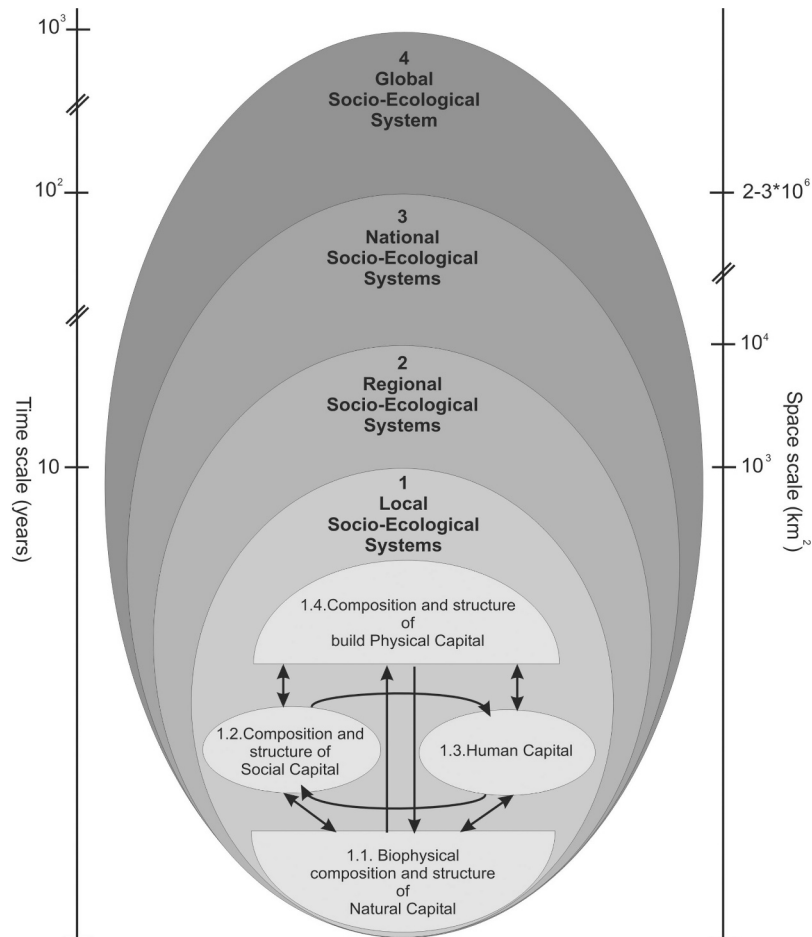 10³
4
Global
Socio-Ecological
System
10²
2-3*10⁶
3
National
Socio-Ecological
Systems
10⁴
2
Regional
Socio-Ecological
Systems
Time scale (years)
Space scale (km²)
10
10³
1
Local
Socio-Ecological
Systems
1.4.Composition and structure
of
build Physical Capital
1.2.Composition and
structure of
Social Capital
1.3.Human Capital
1.1. Biophysical
composition and structure
of
Natural Capital